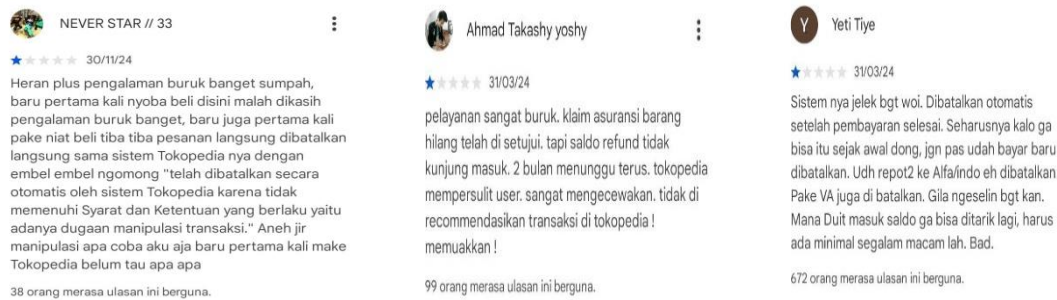 NEVER STAR // 33
30/11/24
Heran plus pengalaman buruk banget sumpah,
baru pertama kali nyoba beli disini malah dikasih
pengalaman buruk banget, baru juga pertama kali
pake niat beli tiba tiba pesanan langsung dibatalkan
langsung sama sistem Tokopedia nya dengan
embel embel ngomong "telah dibatalkan secara
otomatis oleh sistem Tokopedia karena tidak
memenuhi Syarat dan Ketentuan yang berlaku yaitu
adanya dugaan manipulasi transaksi." Aneh jir
manipulasi apa coba aku aja baru pertama kali make
Tokopedia belum tau apa apa
38 orang merasa ulasan ini berguna.
Ahmad Takashy yoshy
31/03/24
pelayanan sangat buruk. klaim asuransi barang
hilang telah di setujui. tapi saldo refund tidak
kunjung masuk. 2 bulan menunggu terus. tokopedia
mempersulit user. sangat mengecewakan. tidak di
recommendasikan transaksi di tokopedia !
memuakkan !
99 orang merasa ulasan ini berguna.
Y
Yeti Tiye
31/03/24
Sistem nya jelek bgt woi. Dibatalkan otomatis
setelah pembayaran selesai. Seharusnya kalo ga
bisa itu sejak awal dong, jgn pas udah bayar baru
dibatalkan. Udh repot2 ke Alfa/indo eh dibatalkan
Pake VA juga di batalkan. Gila ngeselin bgt kan.
Mana Duit masuk saldo ga bisa ditarik lagi, harus
ada minimal segalam macam lah. Bad.
672 orang merasa ulasan ini berguna.